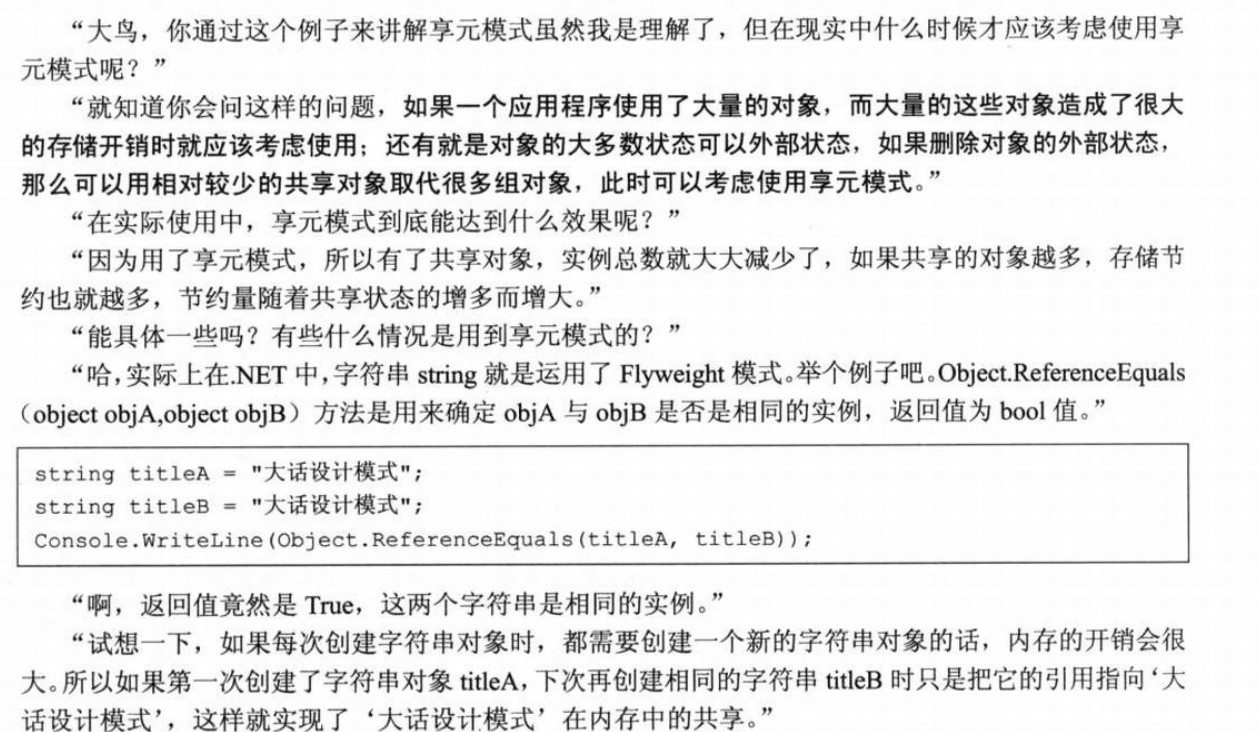 “大鸟，你通过这个例子来讲解享元模式虽然我是理解了，但在现实中什么时候才应该考虑使用享
元模式呢？”
“就知道你会问这样的问题，如果一个应用程序使用了大量的对象，而大量的这些对象造成了很大
的存储开销时就应该考虑使用；还有就是对象的大多数状态可以外部状态，如果删除对象的外部状态，
那么可以用相对较少的共享对象取代很多组对象，此时可以考虑使用享元模式。”
“在实际使用中，享元模式到底能达到什么效果呢？”
“因为用了享元模式，所以有了共享对象，实例总数就大大减少了，如果共享的对象越多，存储节
约也就越多，节约量随着共享状态的增多而增大。”
“能具体一些吗？有些什么情况是用到享元模式的？”
“哈，实际上在.NET 中，字符串 string 就是运用了 Flyweight 模式。举个例子吧。Object.ReferenceEquals
（object objA,object objB）方法是用来确定 objA 与 objB 是否是相同的实例，返回值为 bool 值。”
string titleA = "大话设计模式";
string titleB = "大话设计模式";
Console.WriteLine(Object.ReferenceEquals(titleA, titleB));
“啊，返回值竟然是 True，这两个字符串是相同的实例。”
“试想一下，如果每次创建字符串对象时，都需要创建一个新的字符串对象的话，内存的开销会很
大。所以如果第一次创建了字符串对象 titleA，下次再创建相同的字符串 titleB 时只是把它的引用指向‘大
话设计模式’，这样就实现了‘大话设计模式’在内存中的共享。”